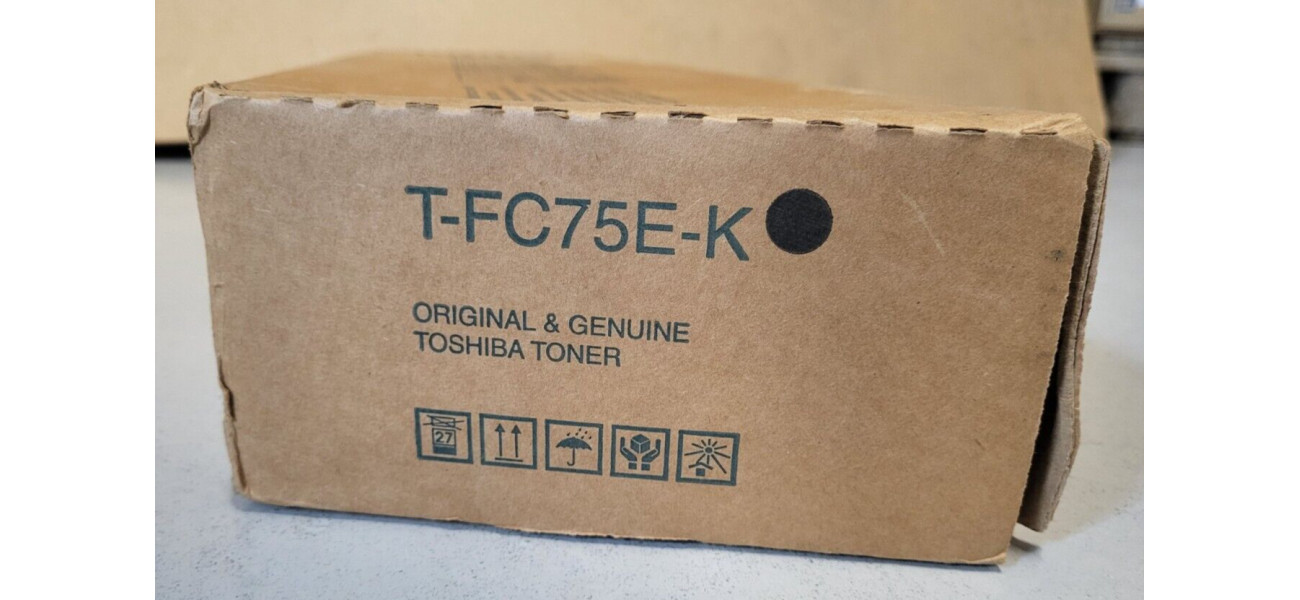 T-FC75E-K
ORIGINAL & GENUINE
TOSHIBA TONER
27